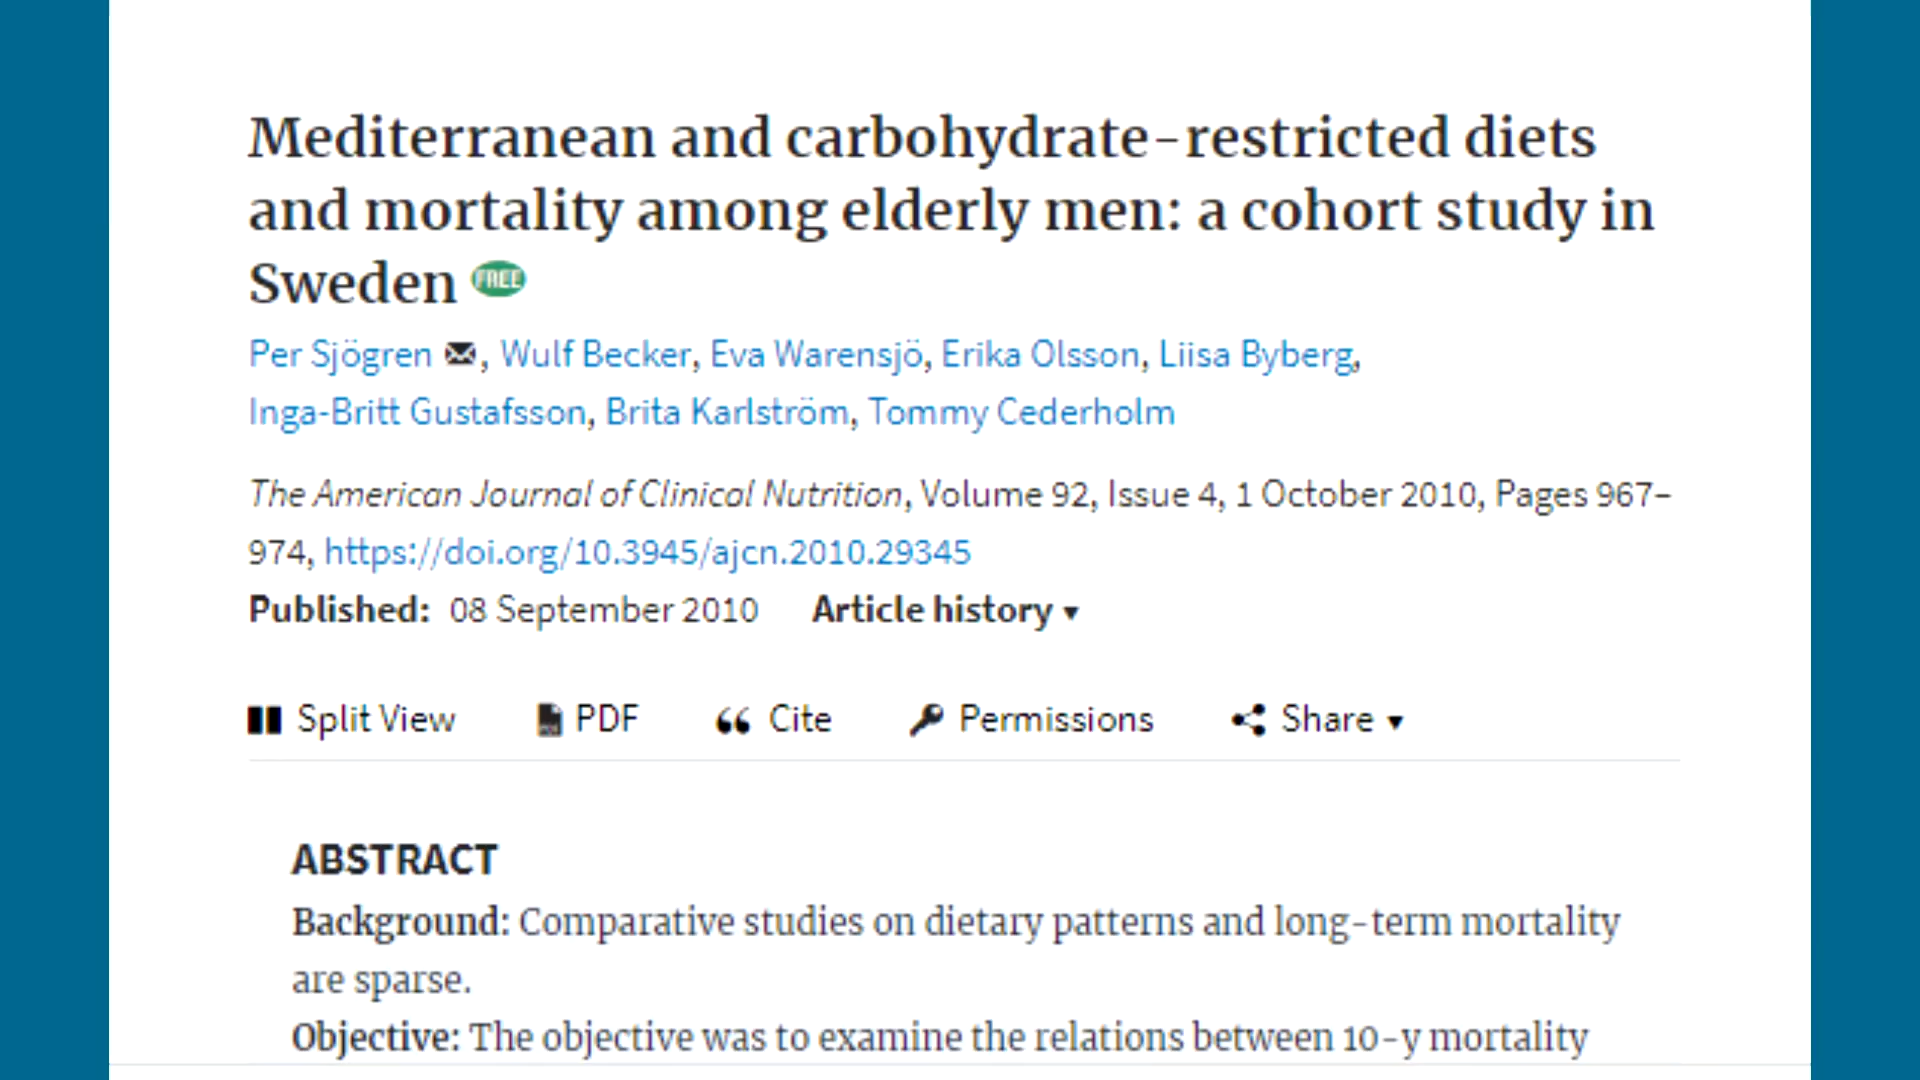 Mediterranean and carbohydrate-restricted diets
and mortality among elderly men: a cohort study in
Sweden FREE
Per Sjögren, Wulf Becker, Eva Warensjö, Erika Olsson, Liisa Byberg,
Inga-Britt Gustafsson, Brita Karlström, Tommy Cederholm
The American Journal of Clinical Nutrition, Volume 92, Issue 4, 1 October 2010, Pages 967–
974, https://doi.org/10.3945/ajcn.2010.29345
Published: 08 September 2010 Article history ▾
Split View PDF Cite Permissions Share ▾
ABSTRACT
Background: Comparative studies on dietary patterns and long-term mortality
are sparse.
Objective: The objective was to examine the relations between 10-y mortality